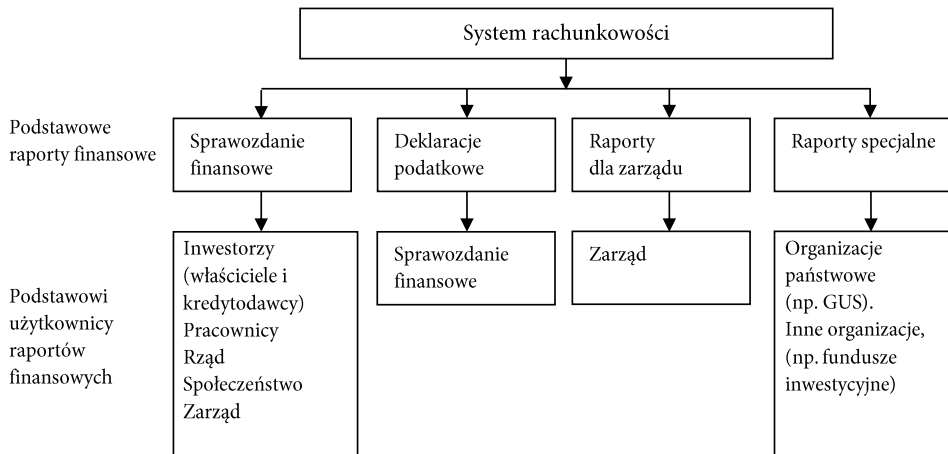 System rachunkowości
Podstawowe
raporty finansowe
Sprawozdanie
finansowe
Deklaracje
podatkowe
Raporty
dla zarządu
Raporty specjalne
Podstawowi
użytkownicy
raportów
finansowych
Inwestorzy
(właściciele i
kredytodawcy)
Pracownicy
Rząd
Społeczeństwo
Zarząd
Sprawozdanie
finansowe
Zarząd
Organizacje
państwowe
(np. GUS).
Inne organizacje,
(np. fundusze
inwestycyjne)